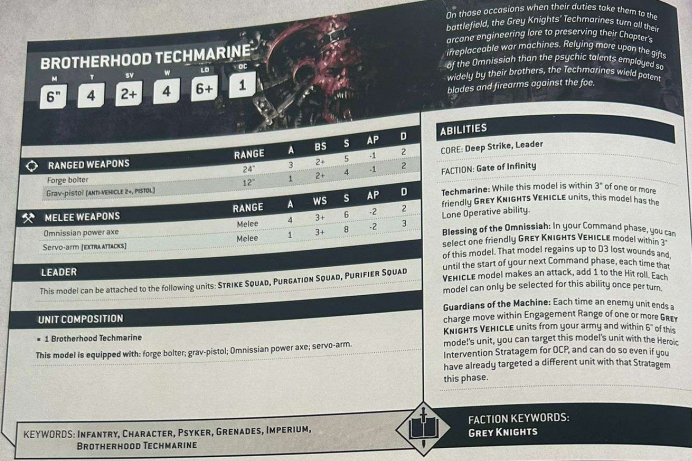 BROTHERHOOD TECHMARINE
M T SV W LD OC
6" 4 2+ 4 6+ 1
On those occasions when their duties take them to the
battlefield, the Grey Knights' Techmarines turn all their
arcane engineering lore to preserving their Chapter's
irreplaceable war machines. Relying more upon the gifts
of the Omnissiah than the psychic talents employed so
widely by their brothers, the Techmarines wield potent
blades and firearms against the foe.
RANGED WEAPONS RANGE A BS S AP D
Forge bolter 24" 3 2+ 5 -1 2
Grav-pistol [ANTI-VEHICLE 2+, PISTOL] 12" 1 2+ 4 -1 2
MELEE WEAPONS RANGE A WS S AP D
Omnissian power axe Melee 4 3+ 6 -2 2
Servo-arm [EXTRA ATTACKS] Melee 1 3+ 8 -2 3
LEADER
This model can be attached to the following units: STRIKE SQUAD, PURGATION SQUAD, PURIFIER SQUAD
UNIT COMPOSITION
▪ 1 Brotherhood Techmarine
This model is equipped with: forge bolter; grav-pistol; Omnissian power axe; servo-arm.
ABILITIES
CORE: Deep Strike, Leader
FACTION: Gate of Infinity
Techmarine: While this model is within 3" of one or more
friendly GREY KNIGHTS VEHICLE units, this model has the
Lone Operative ability.
Blessing of the Omnissiah: In your Command phase, you can
select one friendly GREY KNIGHTS VEHICLE model within 3"
of this model. That model regains up to D3 lost wounds and,
until the start of your next Command phase, each time that
VEHICLE model makes an attack, add 1 to the Hit roll. Each
model can only be selected for this ability once per turn.
Guardians of the Machine: Each time an enemy unit ends a
charge move within Engagement Range of one or more GREY
KNIGHTS VEHICLE units from your army and within 6" of this
model's unit, you can target this model's unit with the Heroic
Intervention Stratagem for 0CP, and can do so even if you
have already targeted a different unit with that Stratagem
this phase.
KEYWORDS: INFANTRY, CHARACTER, PSYKER, GRENADES, IMPERIUM,
BROTHERHOOD TECHMARINE
FACTION KEYWORDS:
GREY KNIGHTS